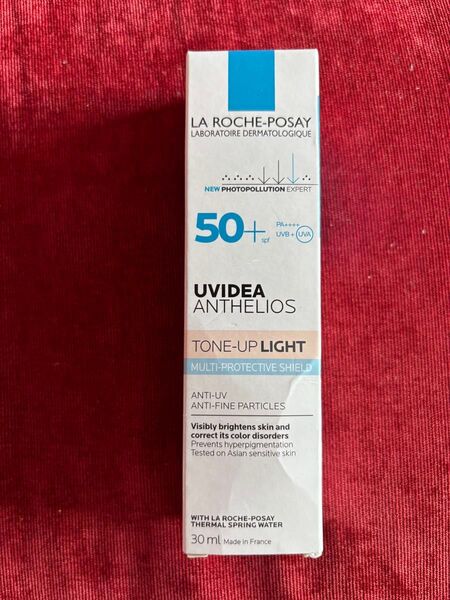 LA ROCHE-POSAY
LABORATOIRE DERMATOLOGIQUE
NEW PHOTOPOLLUTION EXPERT
50+ spf
PA++++
UVB + UVA
UVIDEA
ANTHELIOS
TONE-UP LIGHT
MULTI-PROTECTIVE SHIELD
ANTI-UV
ANTI-FINE PARTICLES
Visibly brightens skin and
correct its color disorders
Prevents hyperpigmentation
Tested on Asian sensitive skin
WITH LA ROCHE-POSAY
THERMAL SPRING WATER
30 ml Made in France